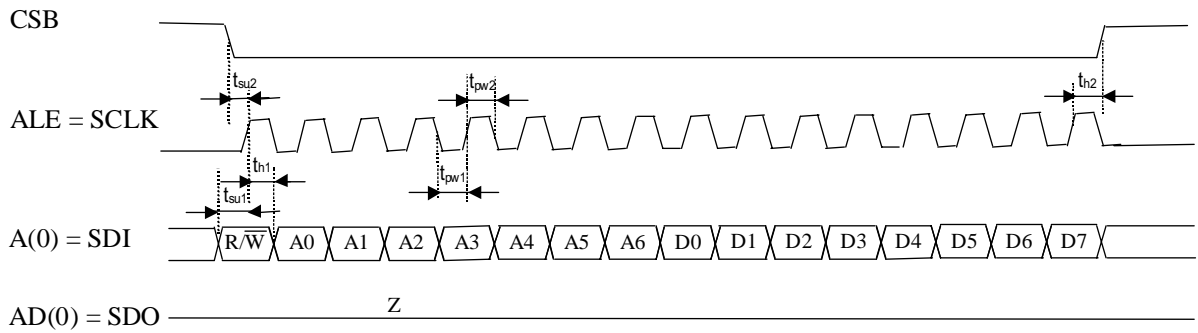 CSB
tsu2
tpw2
th2
ALE = SCLK
th1
tpw1
tsu1
A(0) = SDI
R/W̅ A0 A1 A2 A3 A4 A5 A6 D0 D1 D2 D3 D4 D5 D6 D7
Z
AD(0) = SDO